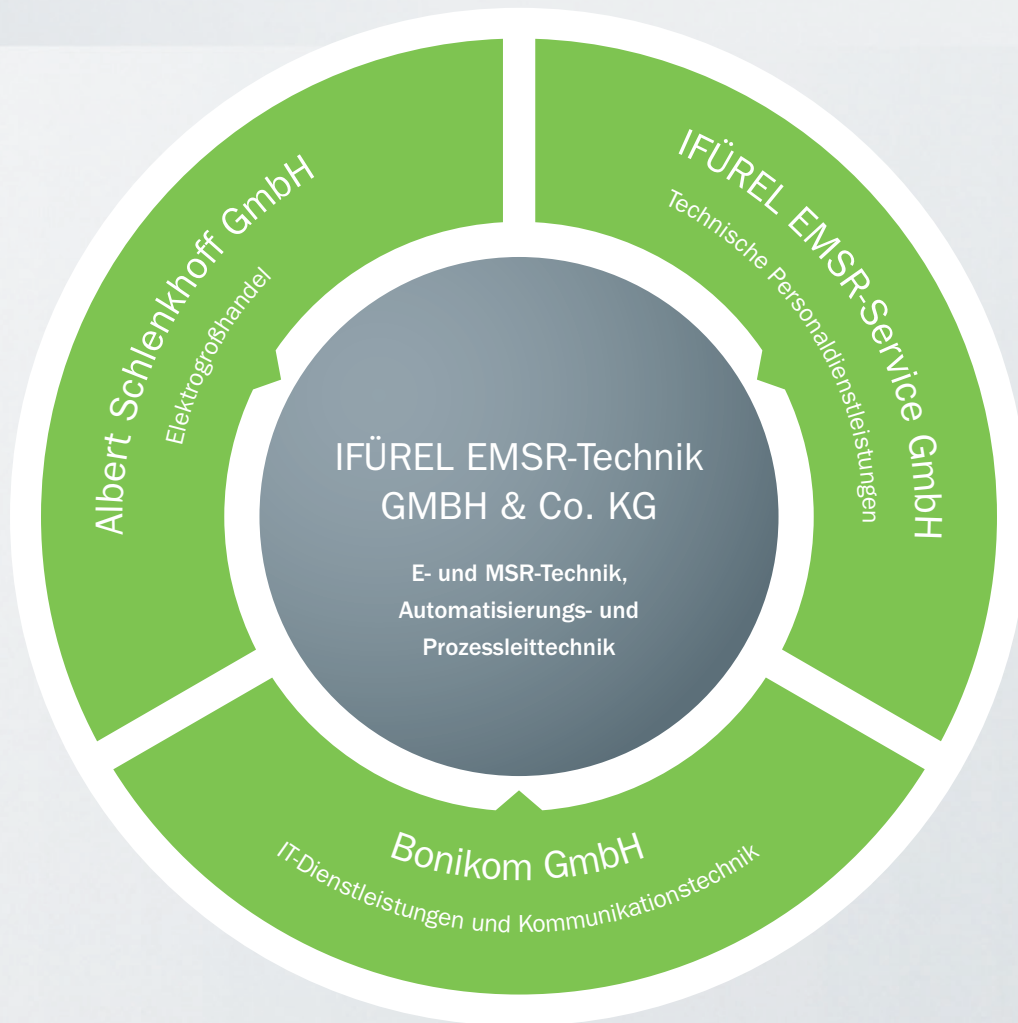 Albert Schlenkhoff GmbH
Elektrogroßhandel
IFÜREL EMSR-Service GmbH
Technische Personaldienstleistungen
IFÜREL EMSR-Technik
GMBH & Co. KG
E- und MSR-Technik,
Automatisierungs- und
Prozessleittechnik
Bonikom GmbH
IT-Dienstleistungen und Kommunikationstechnik